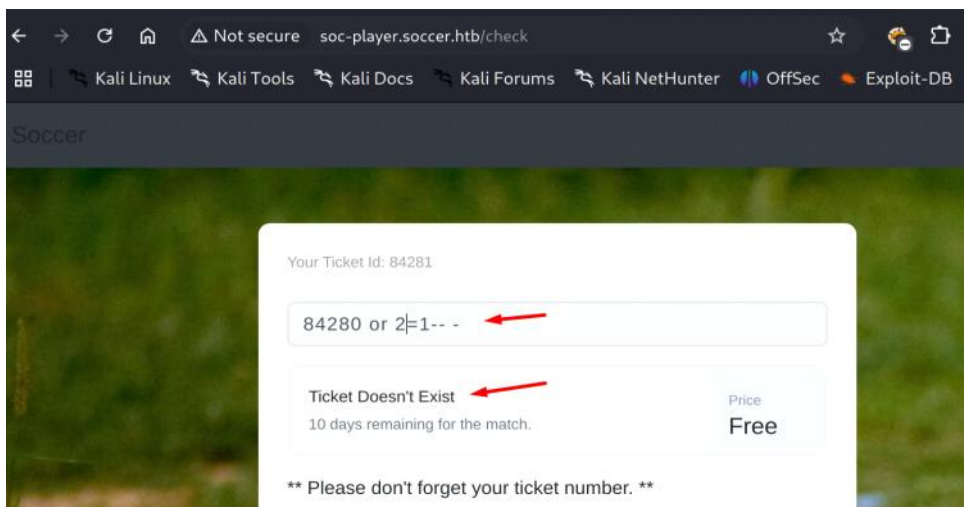 Not secure soc-player.soccer.htb/check
Kali Linux Kali Tools Kali Docs Kali Forums Kali NetHunter OffSec Exploit-DB
Soccer
Your Ticket Id: 84281
84280 or 2=1-- -
Ticket Doesn't Exist
Price
10 days remaining for the match.
Free
** Please don't forget your ticket number. **